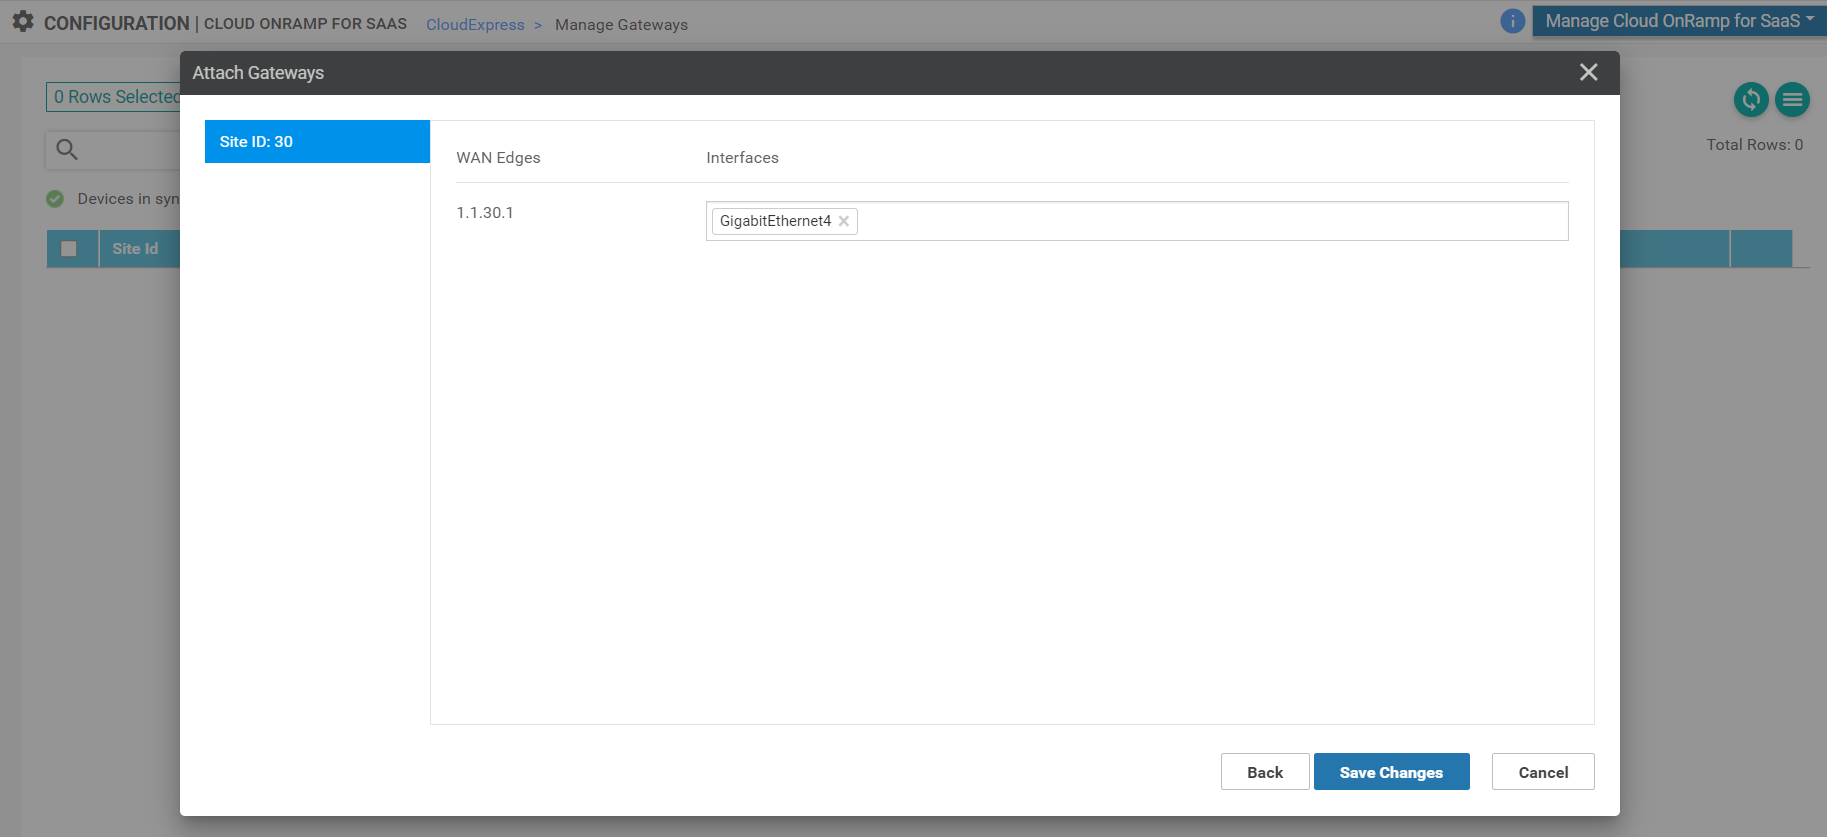 CONFIGURATION | CLOUD ONRAMP FOR SAAS CloudExpress > Manage Gateways
i
Manage Cloud OnRamp for SaaS
Attach Gateways
0 Rows Selected
Site ID: 30
WAN Edges Interfaces
Total Rows: 0
Devices in syn
1.1.30.1 GigabitEthernet4
Site Id
Back Save Changes Cancel